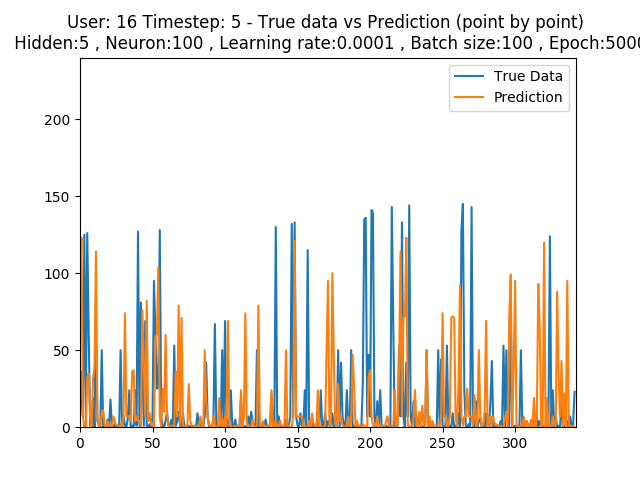 User: 16 Timestep: 5 - True data vs Prediction (point by point)
Hidden:5 , Neuron:100 , Learning rate:0.0001 , Batch size:100 , Epoch:5000
True Data
Prediction
200
150
100
50
0
0 50 100 150 200 250 300